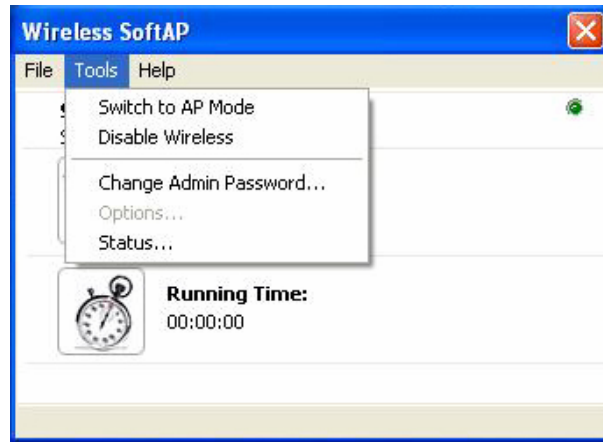 Wireless SoftAP
File Tools Help
Switch to AP Mode
Disable Wireless
Change Admin Password...
Options...
Status...
Running Time:
00:00:00